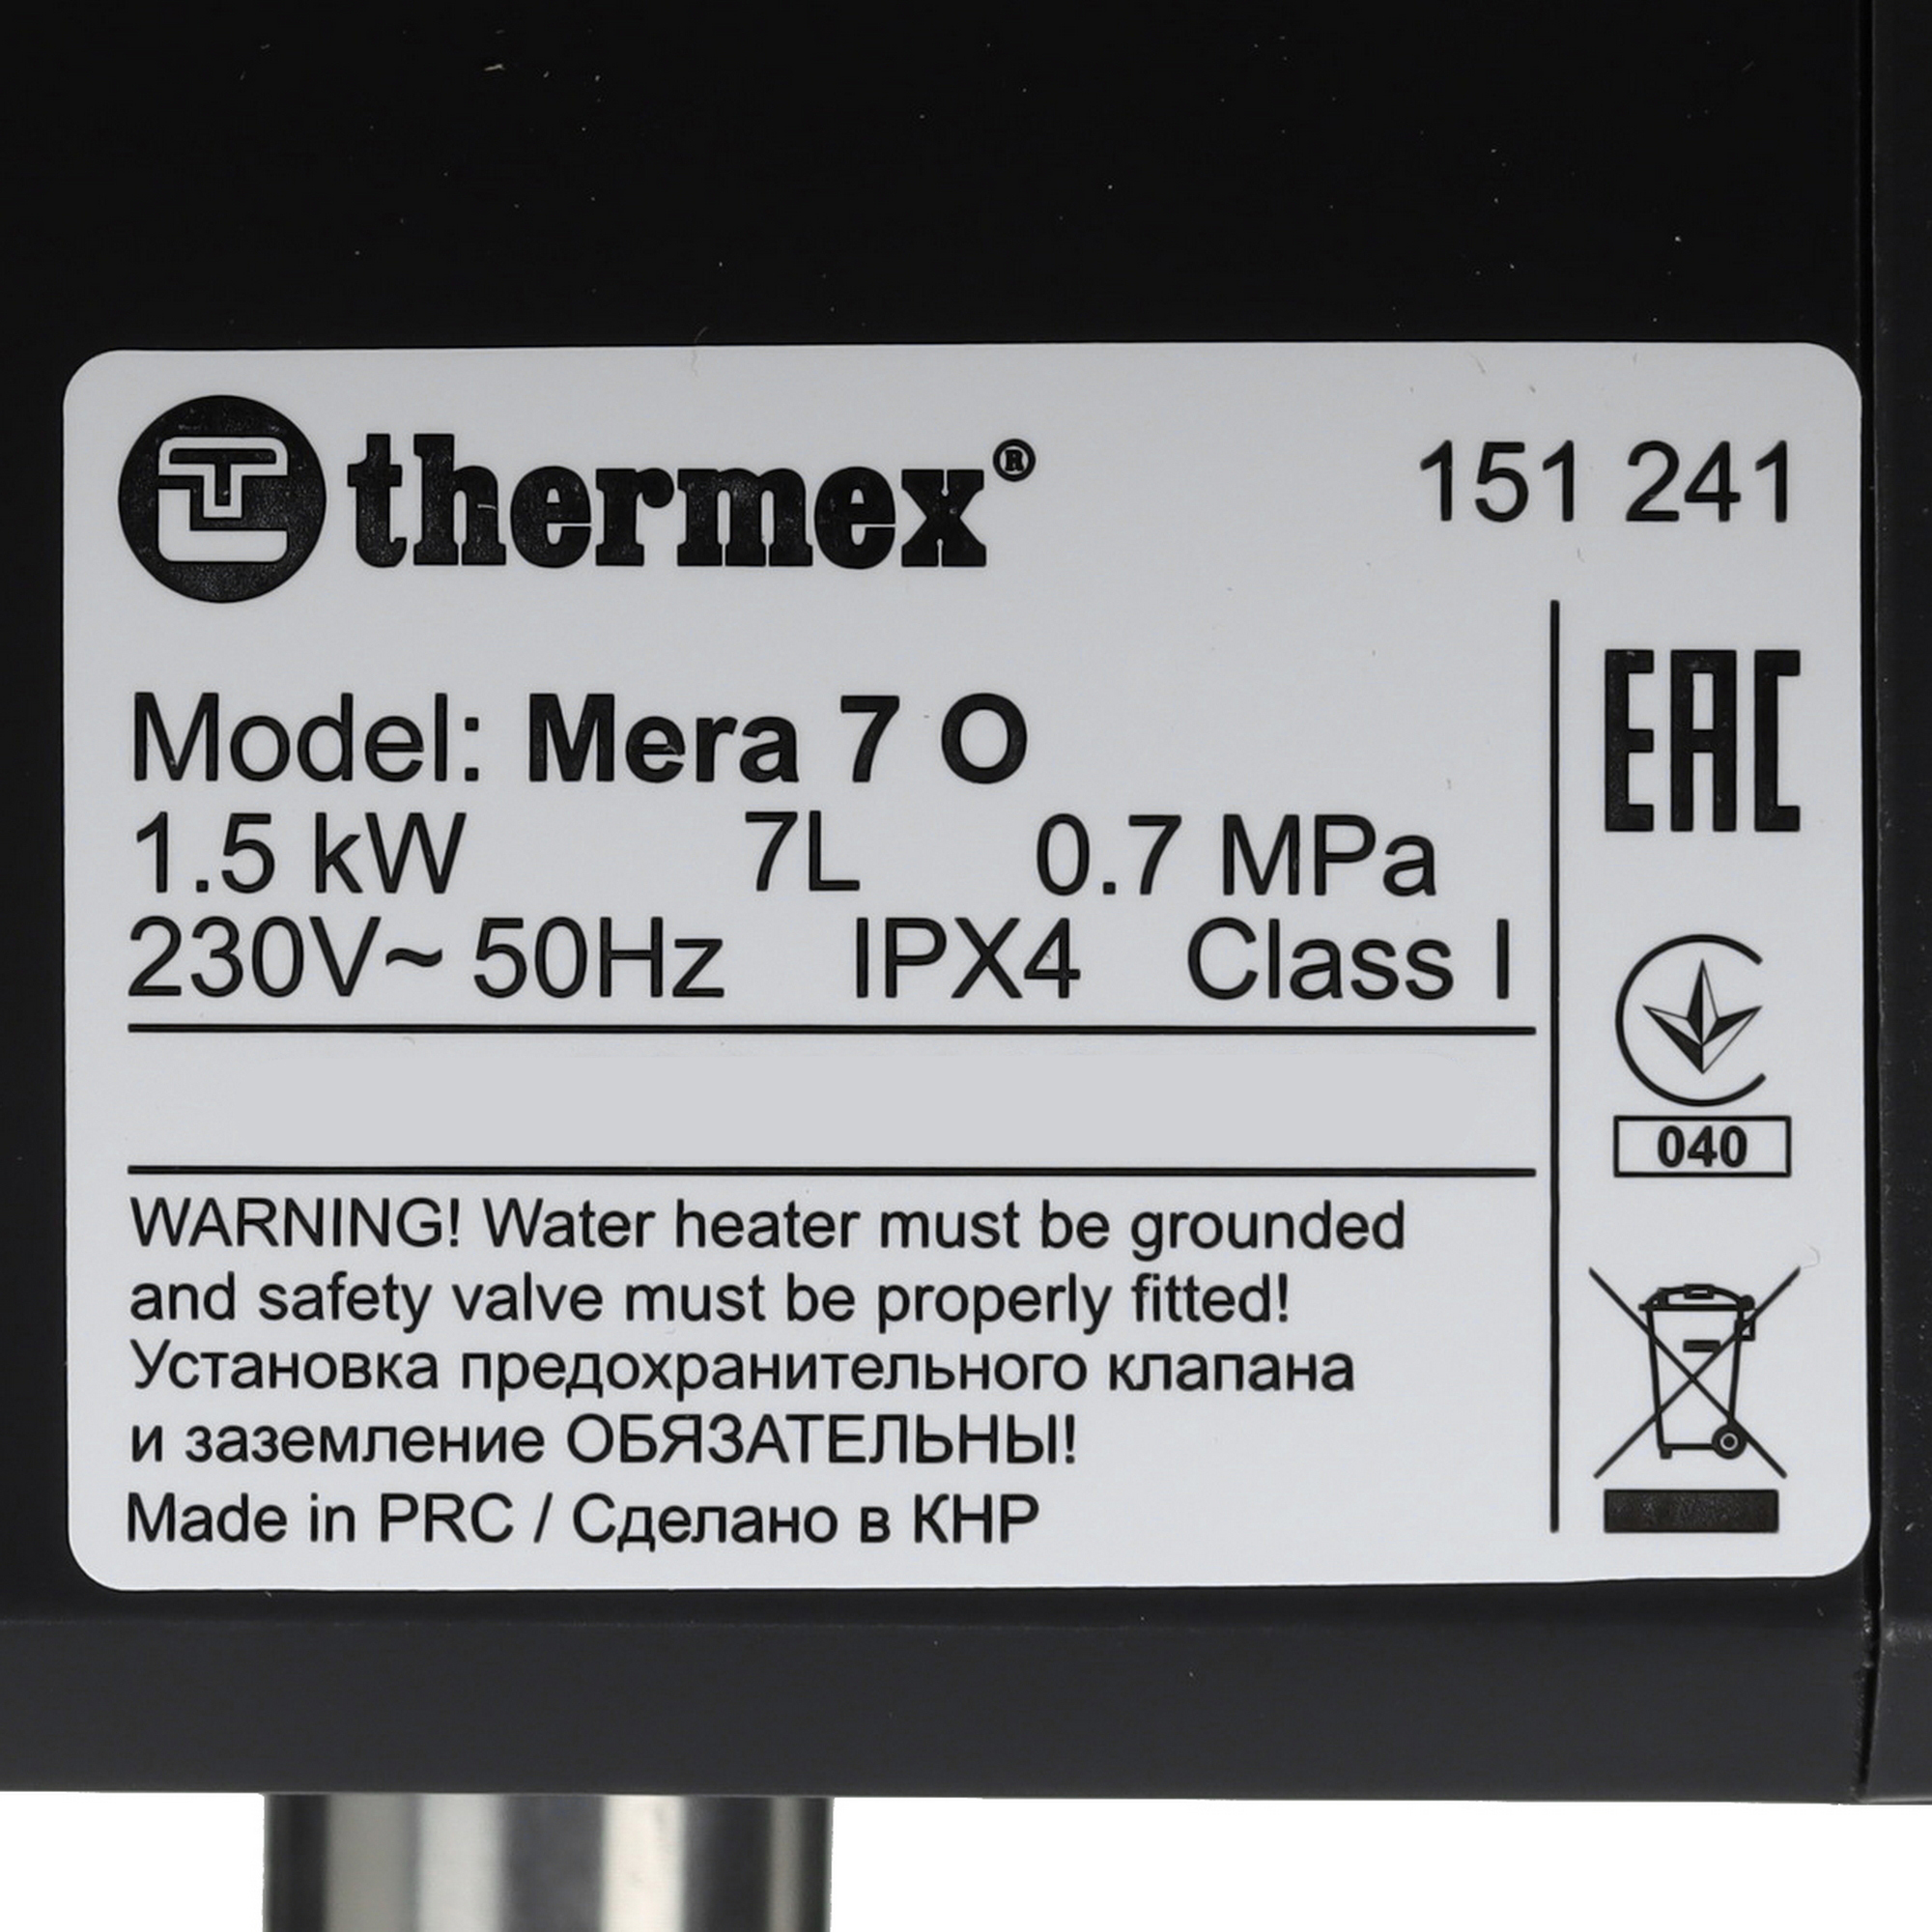 thermex®
151 241
Model: Mera 7 O
1.5 kW 7L 0.7 MPa
230V~ 50Hz IPX4 Class I
EAC
040
WARNING! Water heater must be grounded
and safety valve must be properly fitted!
Установка предохранительного клапана
и заземление ОБЯЗАТЕЛЬНЫ!
Made in PRC / Сделано в КНР